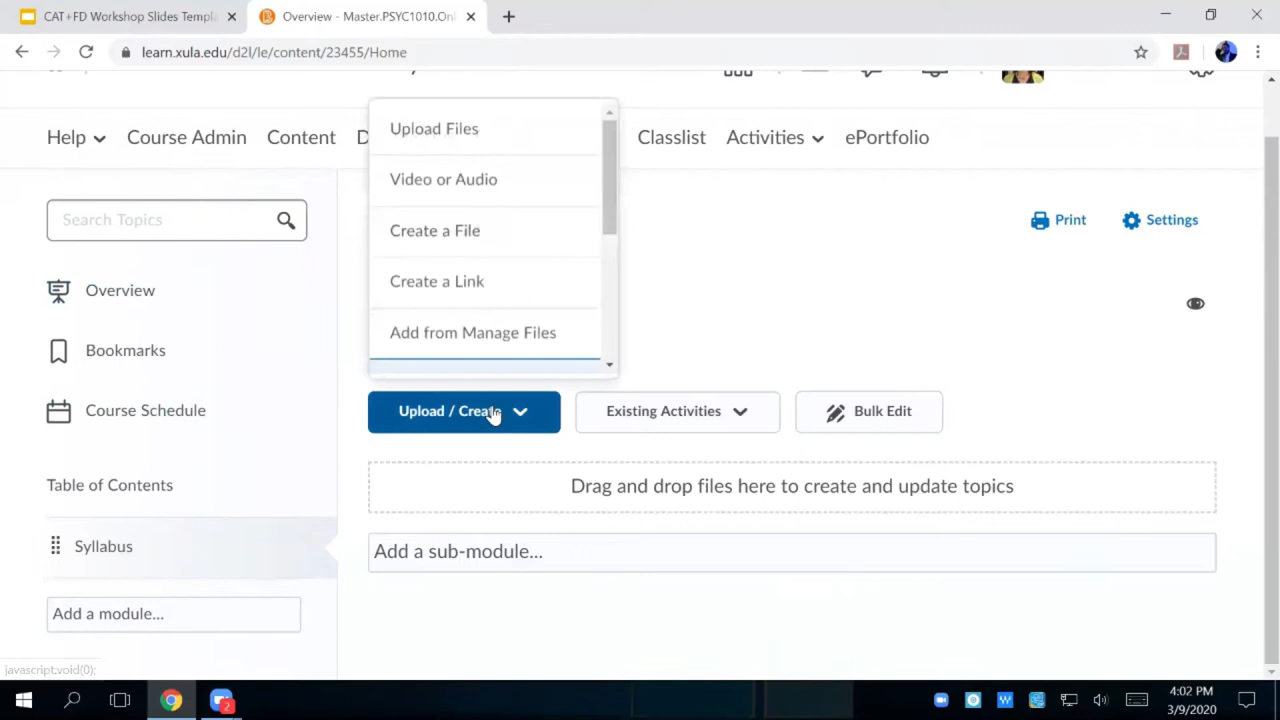 CAT+FD Workshop Slides Templa
Overview - Master.PSYC1010.Onl
learn.xula.edu/d2l/le/content/23455/Home
Help
Course Admin
Content
D
Classlist
Activities
ePortfolio
Upload Files
Video or Audio
Create a File
Create a Link
Add from Manage Files
Search Topics
Print
Settings
Overview
Bookmarks
Course Schedule
Upload / Create
Existing Activities
Bulk Edit
Table of Contents
Drag and drop files here to create and update topics
Syllabus
Add a sub-module...
Add a module...
javascript:void(0);
2
W
4:02 PM
3/9/2020